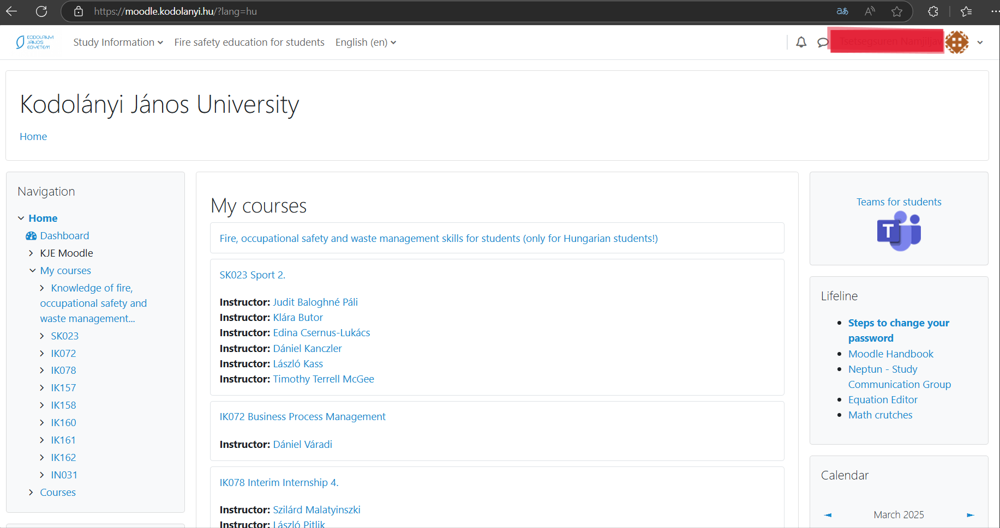 https://moodle.kodolanyi.hu/?lang=hu
KODOLÁNYI
JÁNOS
EGYETEM
Study Information
Fire safety education for students
English (en)
Kodolányi János University
Home
Navigation
Home
Dashboard
KJE Moodle
My courses
Knowledge of fire,
occupational safety and
waste management...
SK023
IK072
IK078
IK157
IK158
IK160
IK161
IK162
IN031
Courses
My courses
Fire, occupational safety and waste management skills for students (only for Hungarian students!)
SK023 Sport 2.
Instructor: Judit Baloghné Páli
Instructor: Klára Butor
Instructor: Edina Csernus-Lukács
Instructor: Dániel Kanczler
Instructor: László Kass
Instructor: Timothy Terrell McGee
IK072 Business Process Management
Instructor: Dániel Váradi
IK078 Interim Internship 4.
Instructor: Szilárd Malatyinszki
Instructor: László Pitlik
Teams for students
T
Lifeline
Steps to change your
password
Moodle Handbook
Neptun - Study
Communication Group
Equation Editor
Math crutches
Calendar
March 2025